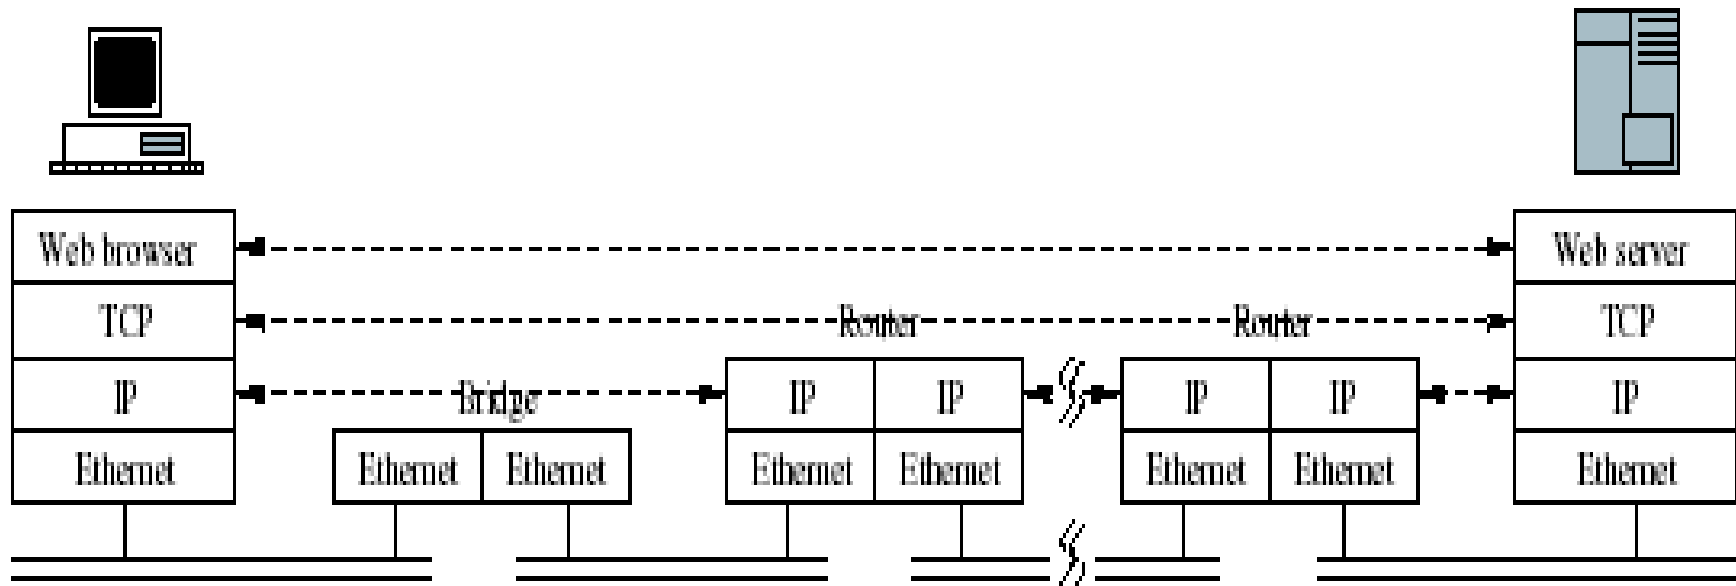 Web browser Web server
TCP Router Router TCP
IP Bridge IP IP IP IP IP
Ethernet Ethernet Ethernet Ethernet Ethernet Ethernet Ethernet Ethernet